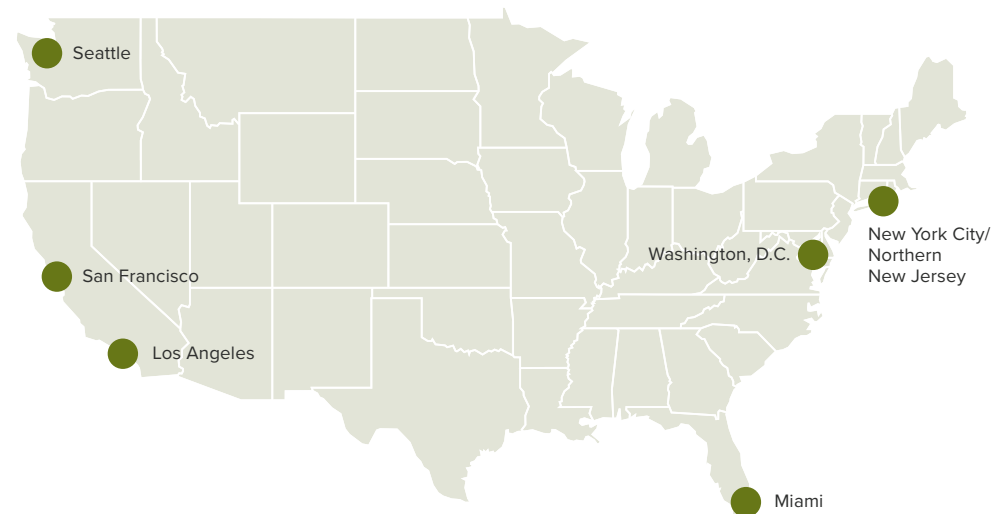 Seattle
Washington, D.C.
New York City/
Northern
New Jersey
San Francisco
Los Angeles
Miami